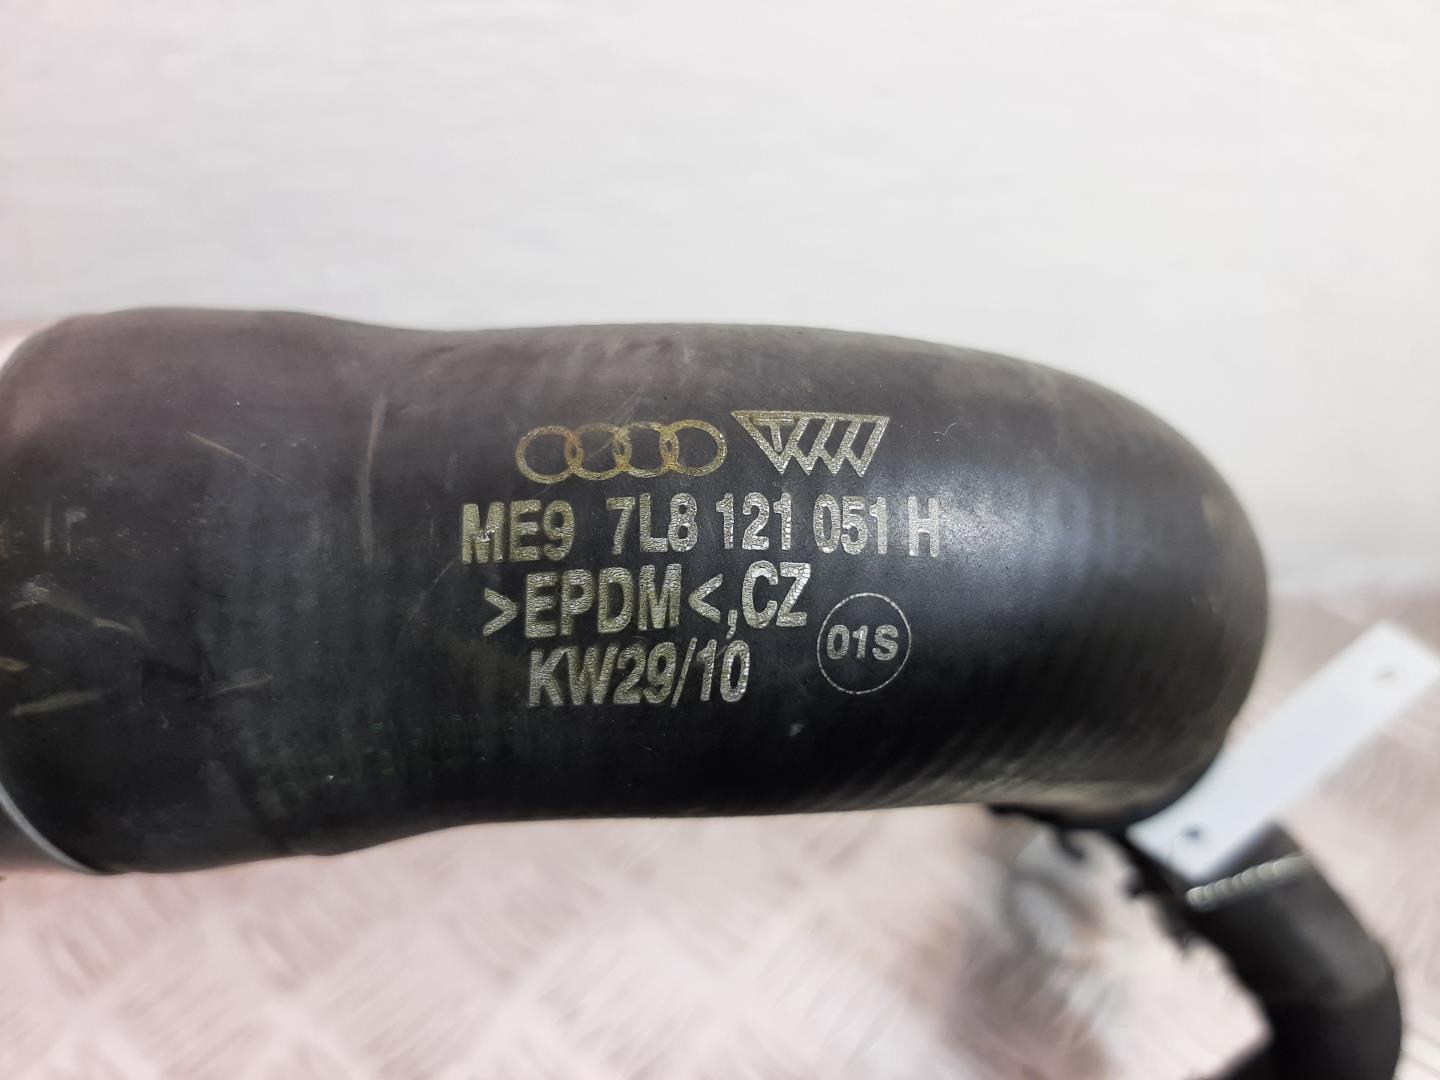 ME9 7L8 121 051 H
>EPDM<,CZ
KW29/10
01S